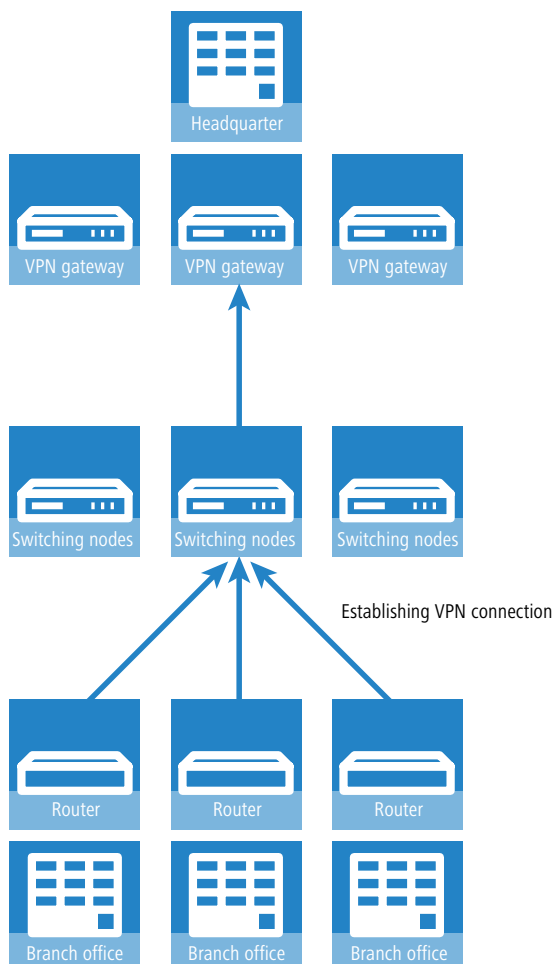 Headquarter
VPN gateway
VPN gateway
VPN gateway
Switching nodes
Switching nodes
Switching nodes
Establishing VPN connection
Router
Router
Router
Branch office
Branch office
Branch office